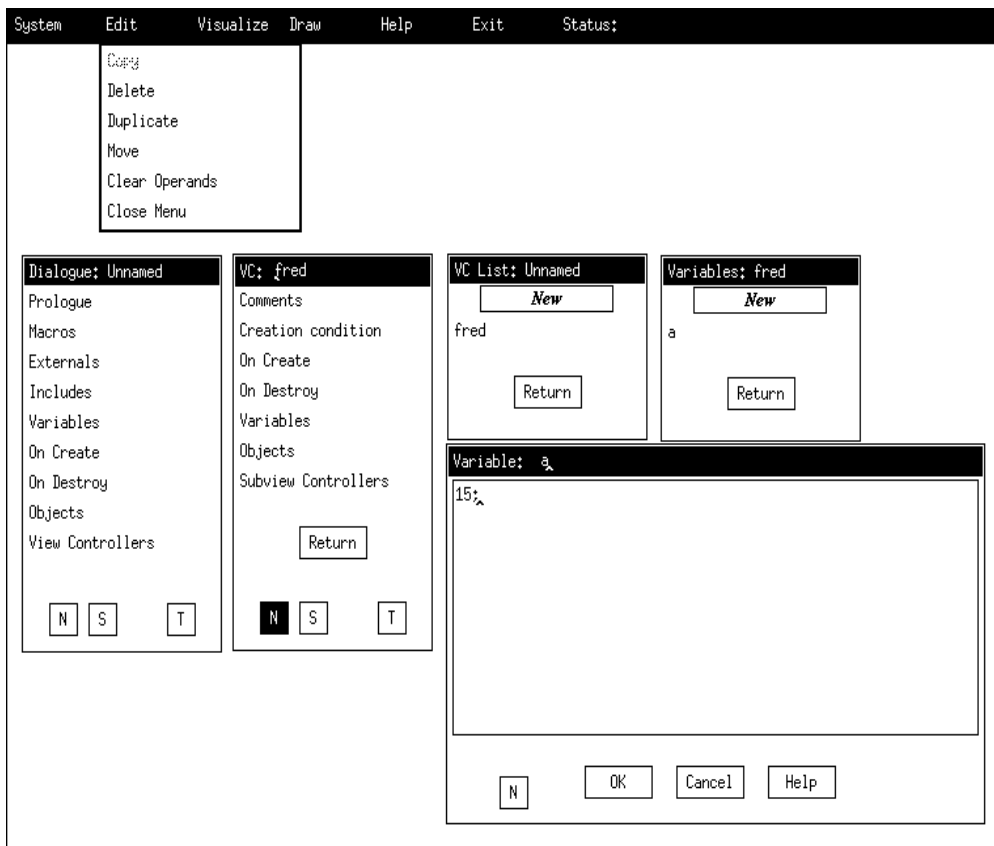 System Edit Visualize Draw Help Exit Status:
Copy
Delete
Duplicate
Move
Clear Operands
Close Menu
Dialogue: Unnamed
Prologue
Macros
Externals
Includes
Variables
On Create
On Destroy
Objects
View Controllers
N S T
VC: fred
Comments
Creation condition
On Create
On Destroy
Variables
Objects
Subview Controllers
Return
N S T
VC List: Unnamed
New
fred
Return
Variables: fred
New
a
Return
Variable: a
15;
N OK Cancel Help